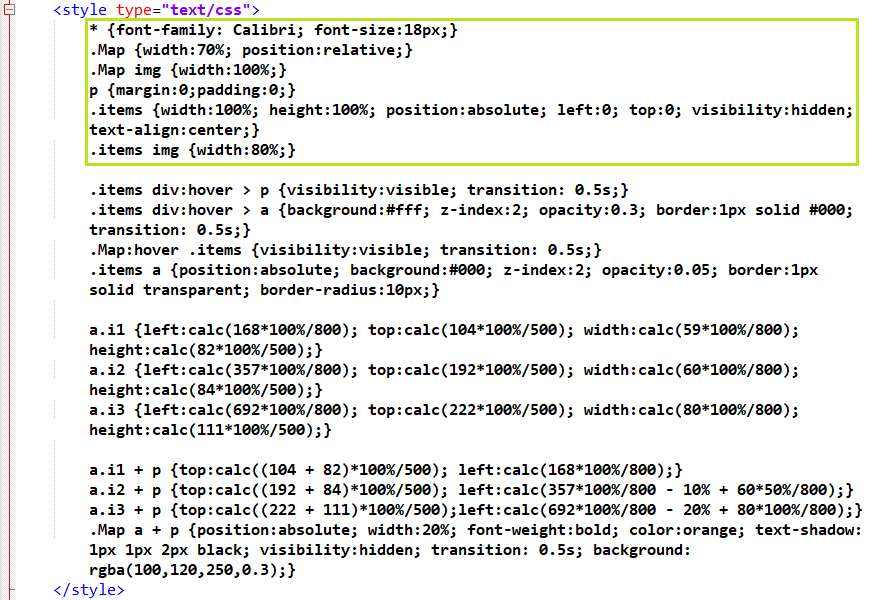 <style type="text/css">
* {font-family: Calibri; font-size:18px;}
.Map {width:70%; position:relative;}
.Map img {width:100%;}
p {margin:0;padding:0;}
.items {width:100%; height:100%; position:absolute; left:0; top:0; visibility:hidden;
text-align:center;}
.items img {width:80%;}
.items div:hover > p {visibility:visible; transition: 0.5s;}
.items div:hover > a {background:#fff; z-index:2; opacity:0.3; border:1px solid #000;
transition: 0.5s;}
.Map:hover .items {visibility:visible; transition: 0.5s;}
.items a {position:absolute; background:#000; z-index:2; opacity:0.05; border:1px
solid transparent; border-radius:10px;}
a.i1 {left:calc(168*100%/800); top:calc(104*100%/500); width:calc(59*100%/800);
height:calc(82*100%/500);}
a.i2 {left:calc(357*100%/800); top:calc(192*100%/500); width:calc(60*100%/800);
height:calc(84*100%/500);}
a.i3 {left:calc(692*100%/800); top:calc(222*100%/500); width:calc(80*100%/800);
height:calc(111*100%/500);}
a.i1 + p {top:calc((104 + 82)*100%/500); left:calc(168*100%/800);}
a.i2 + p {top:calc((192 + 84)*100%/500); left:calc(357*100%/800 - 10% + 60*50%/800);}
a.i3 + p {top:calc((222 + 111)*100%/500);left:calc(692*100%/800 - 20% + 80*100%/800);}
.Map a + p {position:absolute; width:20%; font-weight:bold; color:orange; text-shadow:
1px 1px 2px black; visibility:hidden; transition: 0.5s; background:
rgba(100,120,250,0.3);}
</style>